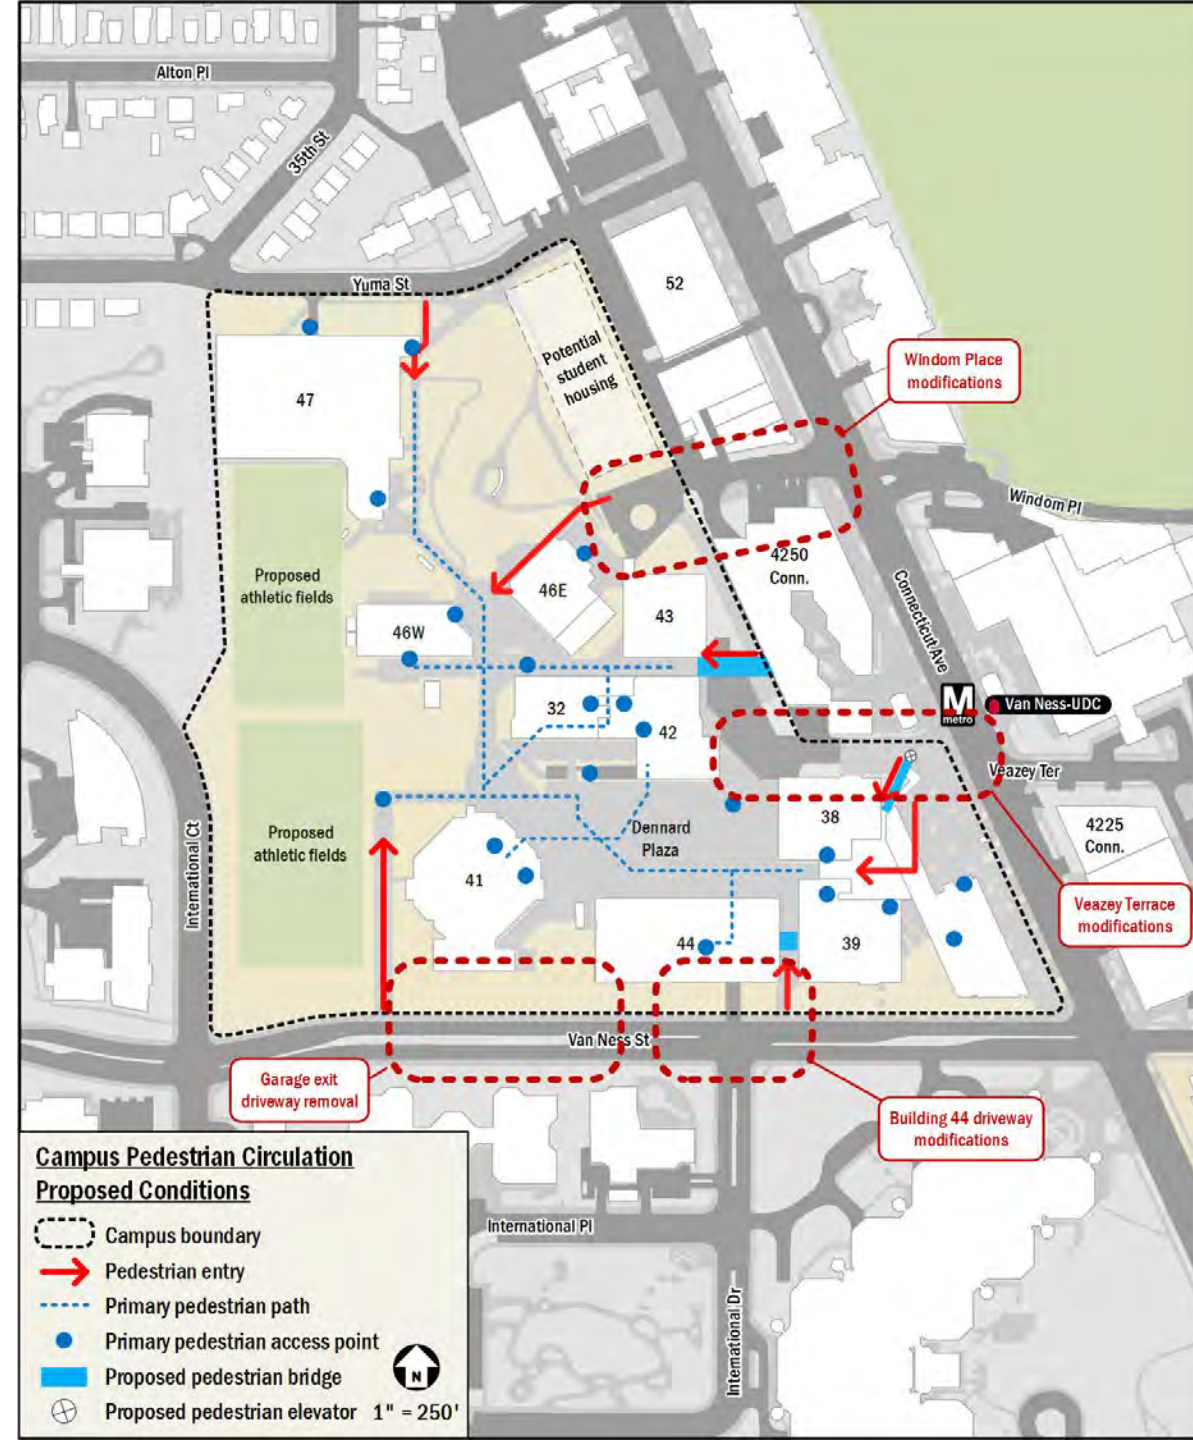 Alton Pl
35th St
Yuma St
52
Potential
student
housing
Windom Place
modifications
47
Windom Pl
4250
Conn.
Proposed
athletic fields
46E
43
46W
Connecticut Ave
M
metro
Van Ness-UDC
32
42
Veazey Ter
38
4225
Conn.
Dennard
Plaza
Proposed
athletic fields
International Ct
41
Veazey Terrace
modifications
44
39
Van Ness St
Garage exit
driveway removal
Building 44 driveway
modifications
Campus Pedestrian Circulation
Proposed Conditions
Campus boundary
Pedestrian entry
Primary pedestrian path
Primary pedestrian access point
Proposed pedestrian bridge
Proposed pedestrian elevator
N
1" = 250'
International Pl
International Dr